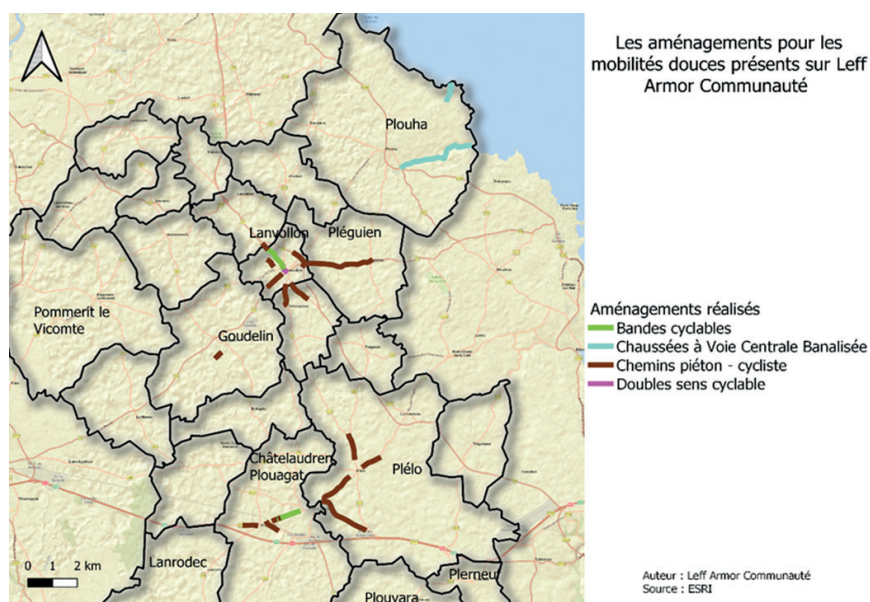 Les aménagements pour les
mobilités douces présents sur Leff
Armor Communauté
Plouha
Lanvollon
Pléguien
Pommerit le
Vicomte
Goudelin
Châtelaudren
Plouagat
Plélo
Lanrodec
Plerneuf
Plouvara
0 1 2 km
Aménagements réalisés
Bandes cyclables
Chaussées à Voie Centrale Banalisée
Chemins piéton - cycliste
Doubles sens cyclable
Auteur : Leff Armor Communauté
Source : ESRI